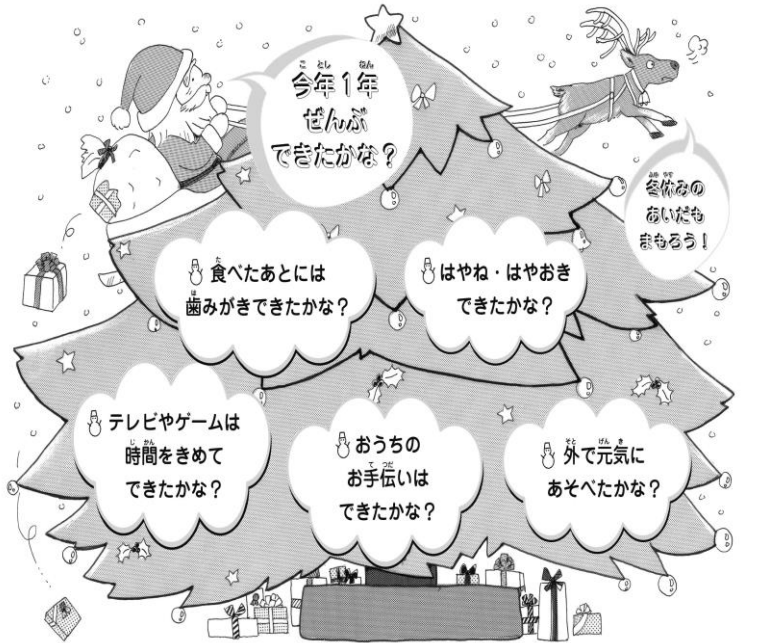 今年1年
ぜんぶ
できたかな？
冬休みの
あいだも
まもろう！
食べたあとには
歯みがきできたかな？
はやね・はやおき
できたかな？
テレビやゲームは
時間をきめて
できたかな？
おうちの
お手伝いは
できたかな？
外で元気に
あそべたかな？